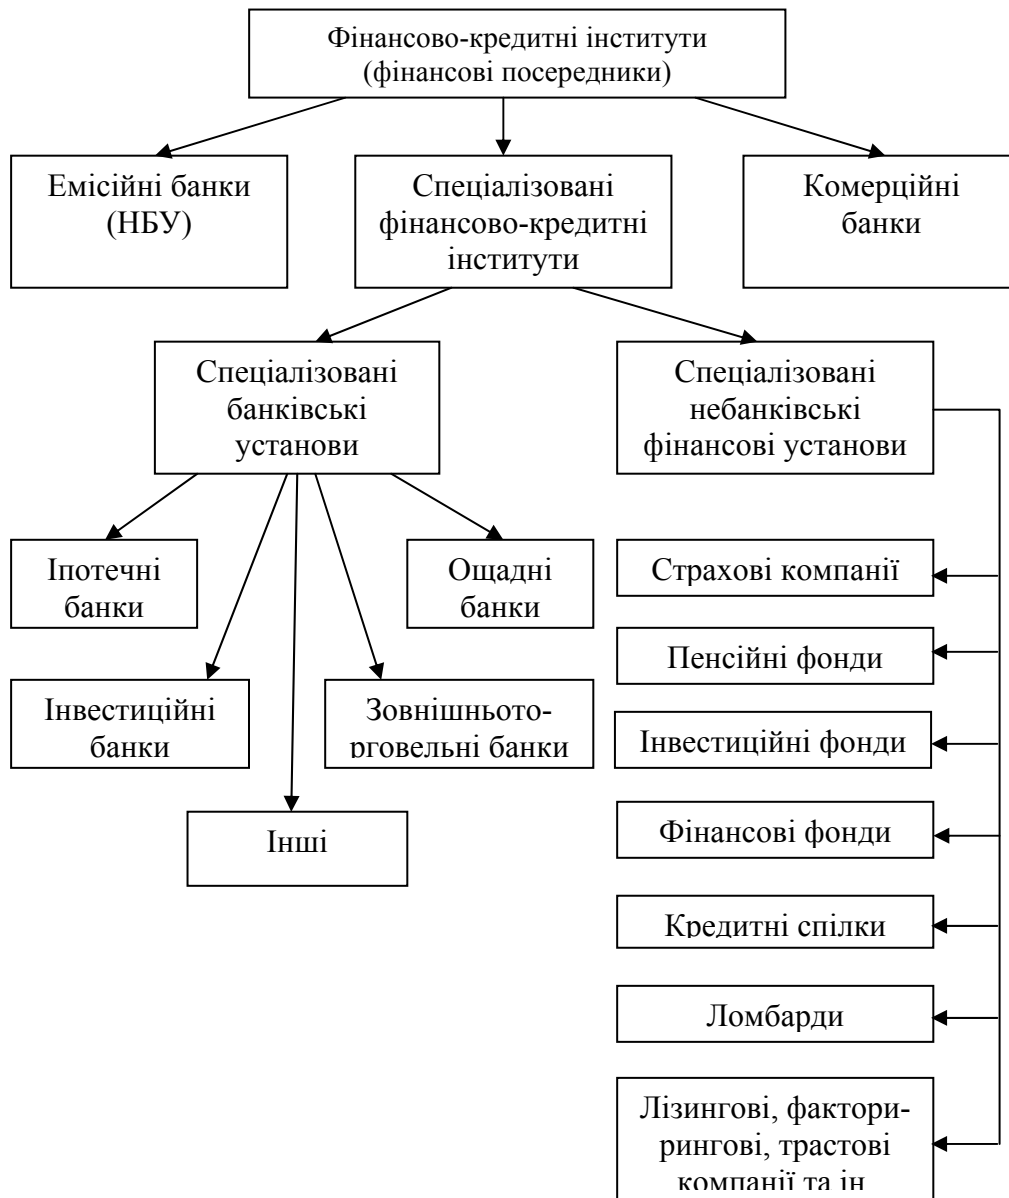 Фінансово-кредитні інститути
(фінансові посередники)
Емісійні банки
(НБУ)
Спеціалізовані
фінансово-кредитні
інститути
Комерційні
банки
Спеціалізовані
банківські
установи
Спеціалізовані
небанківські
фінансові установи
Іпотечні
банки
Ощадні
банки
Інвестиційні
банки
Зовнішньото-
рговельні банки
Інші
Страхові компанії
Пенсійні фонди
Інвестиційні фонди
Фінансові фонди
Кредитні спілки
Ломбарди
Лізингові, фактори-
рингові, трастові
компанії та ін